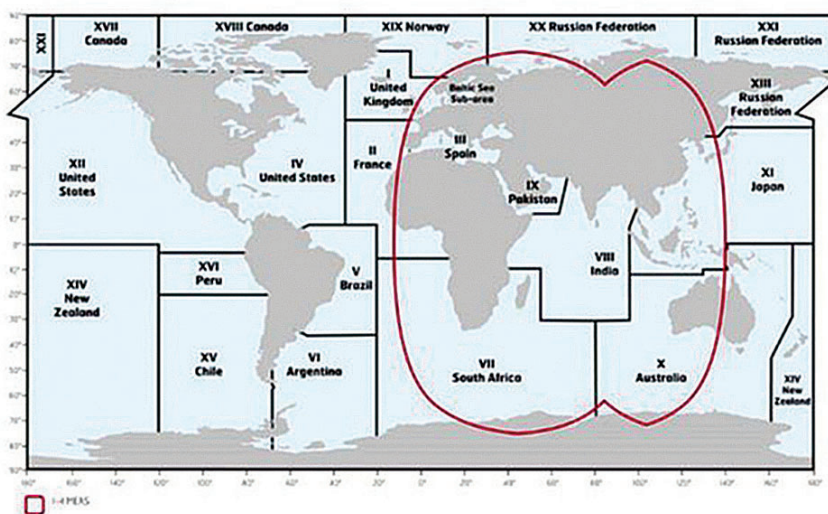 XXI
XVII
Canada
XVIII Canada
XIX Norway
XX Russian Federation
XXI
Russian Federation
I
United
Kingdom
Baltic Sea
Sub-area
XIII
Russian
Federation
XII
United
States
IV
United States
II
France
III
Spain
IX
Pakistan
XI
Japan
XIV
New
Zealand
XVI
Peru
V
Brazil
VIII
India
XV
Chile
VI
Argentina
VII
South Africa
X
Australia
XIV
New
Zealand
I-4 MEAS